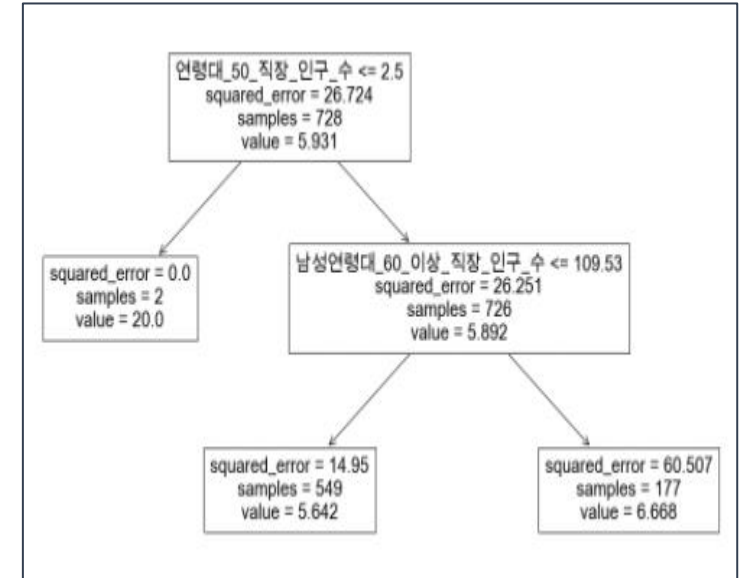 연령대_50_직장_인구_수 <= 2.5
squared_error = 26.724
samples = 728
value = 5.931
squared_error = 0.0
samples = 2
value = 20.0
남성연령대_60_이상_직장_인구_수 <= 109.53
squared_error = 26.251
samples = 726
value = 5.892
squared_error = 14.95
samples = 549
value = 5.642
squared_error = 60.507
samples = 177
value = 6.668